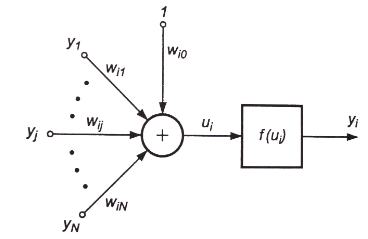 1
y₁
wᵢ₀
wᵢ₁
yⱼ
wᵢⱼ
+
uᵢ
f(uᵢ)
yᵢ
wᵢN
yN